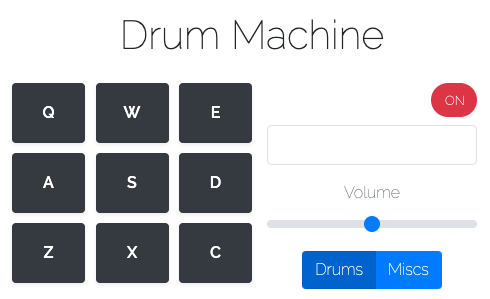 Drum Machine
Q W E
ON
A S D
Volume
Z X C
Drums Miscs